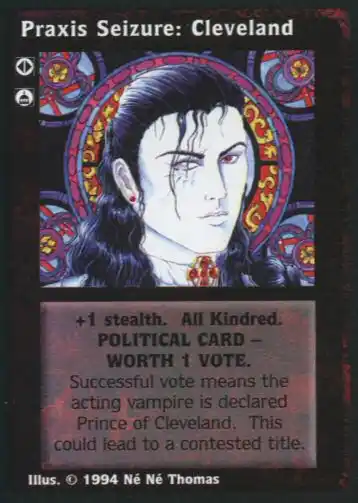 Praxis Seizure: Cleveland
+1 stealth. All Kindred.
POLITICAL CARD –
WORTH 1 VOTE.
Successful vote means the
acting vampire is declared
Prince of Cleveland. This
could lead to a contested title.
Illus. © 1994 Né Né Thomas